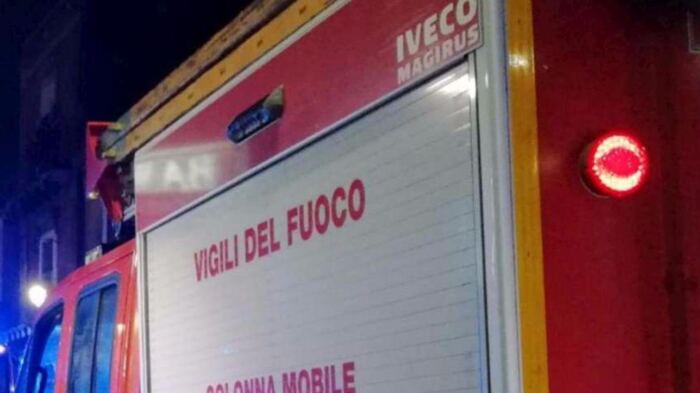 IVECO
MAGIRUS
VIGILI DEL FUOCO
COLONNA MOBILE